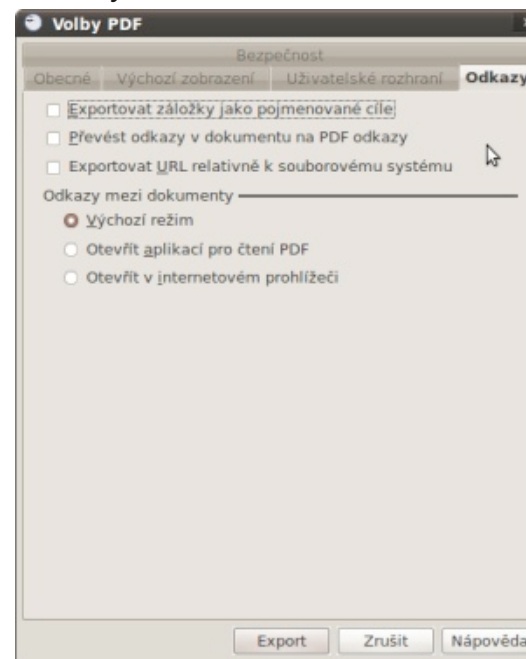 Volby PDF
Bezpečnost
Obecné Výchozí zobrazení Uživatelské rozhraní Odkazy
Exportovat záložky jako pojmenované cíle
Převést odkazy v dokumentu na PDF odkazy
Exportovat URL relativně k souborovému systému
Odkazy mezi dokumenty
Výchozí režim
Otevřít aplikací pro čtení PDF
Otevřít v internetovém prohlížeči
Export Zrušit Nápověda